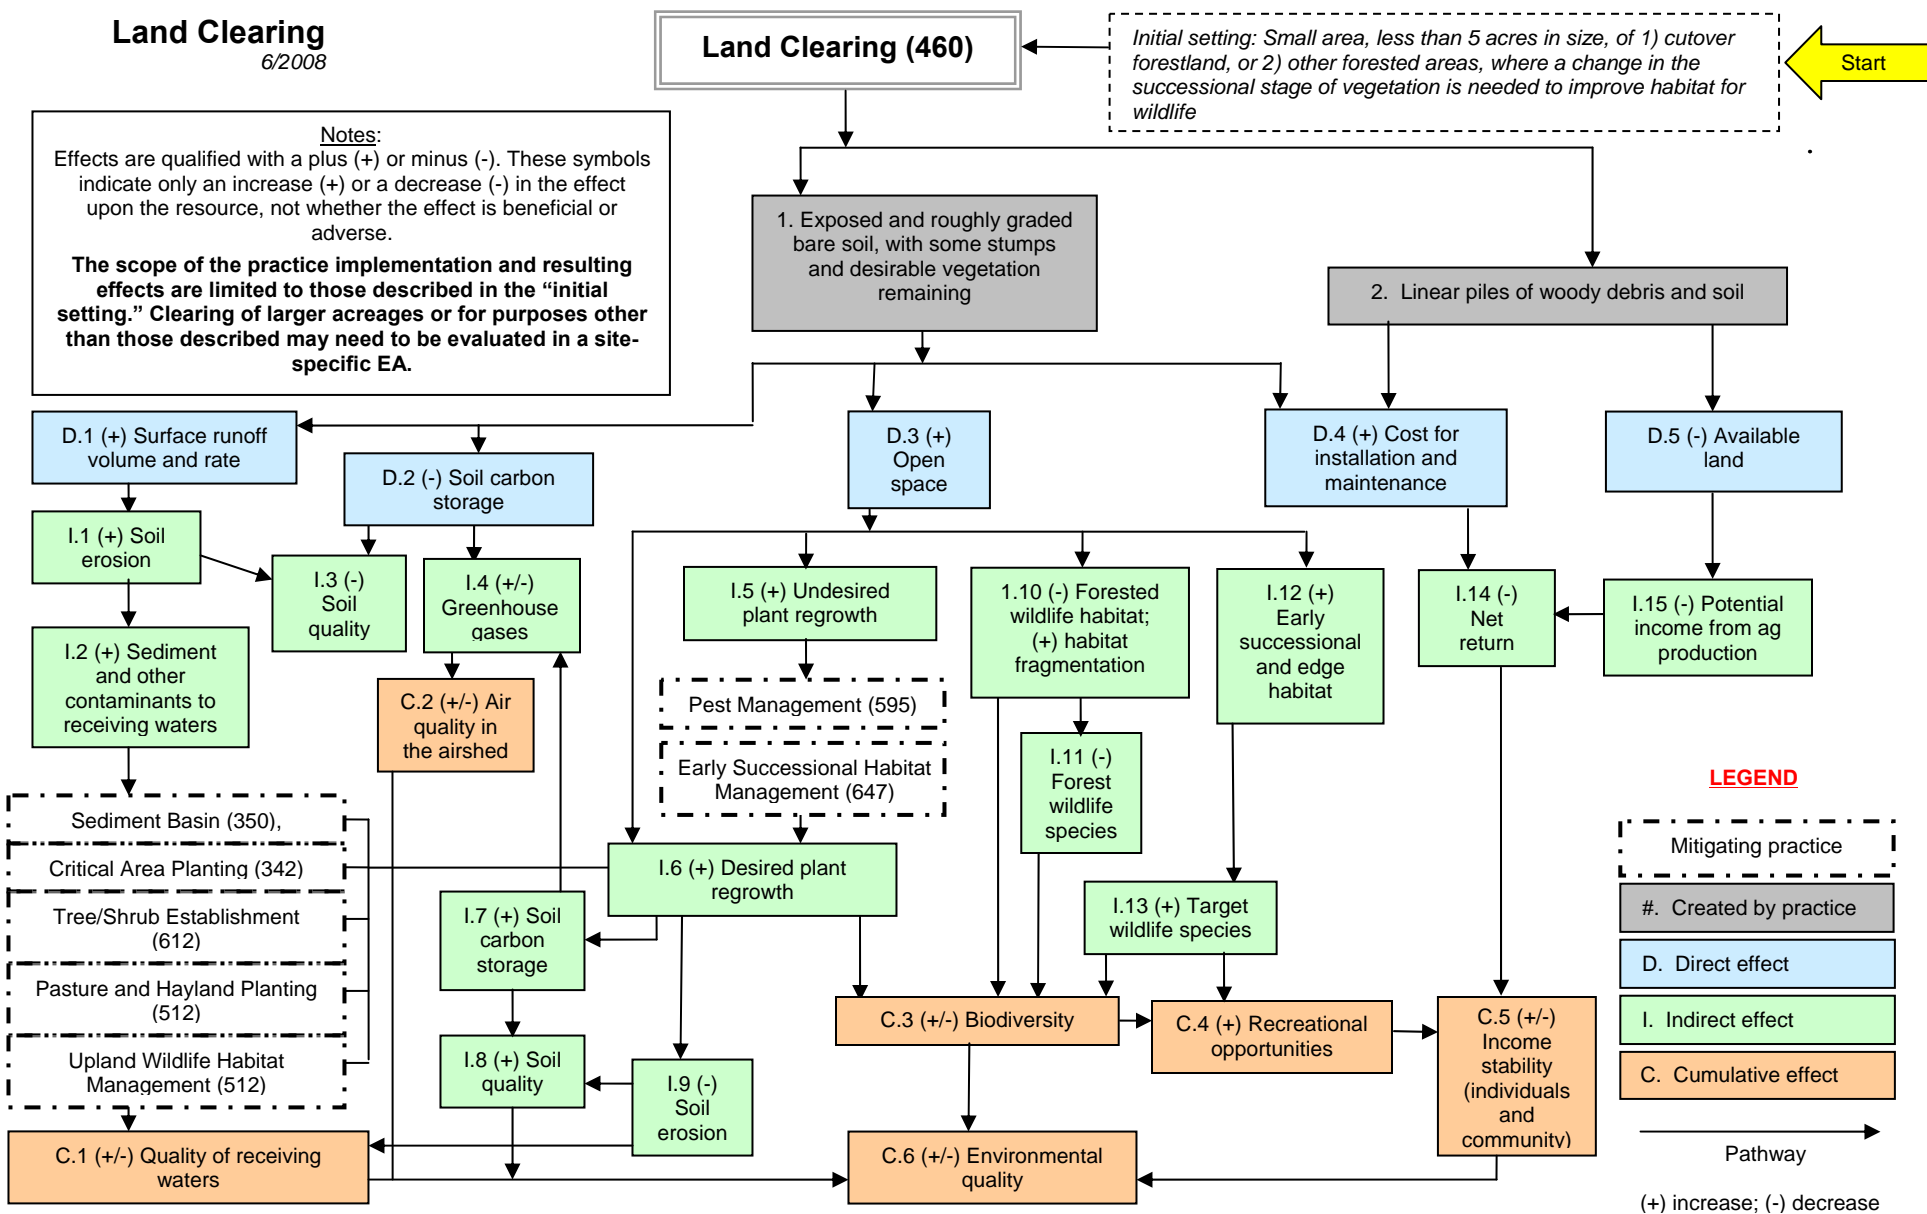 Land Clearing
6/2008
Land Clearing (460)
Initial setting: Small area, less than 5 acres in size, of 1) cutover
forestland, or 2) other forested areas, where a change in the
successional stage of vegetation is needed to improve habitat for
wildlife
Start
Notes:
Effects are qualified with a plus (+) or minus (-). These symbols
indicate only an increase (+) or a decrease (-) in the effect
upon the resource, not whether the effect is beneficial or
adverse.
The scope of the practice implementation and resulting
effects are limited to those described in the “initial
setting.” Clearing of larger acreages or for purposes other
than those described may need to be evaluated in a site-
specific EA.
1. Exposed and roughly graded
bare soil, with some stumps
and desirable vegetation
remaining
2. Linear piles of woody debris and soil
D.1 (+) Surface runoff
volume and rate
D.2 (-) Soil carbon
storage
D.3 (+)
Open
space
D.4 (+) Cost for
installation and
maintenance
D.5 (-) Available
land
I.1 (+) Soil
erosion
I.3 (-)
Soil
quality
I.4 (+/-)
Greenhouse
gases
I.5 (+) Undesired
plant regrowth
1.10 (-) Forested
wildlife habitat;
(+) habitat
fragmentation
I.12 (+)
Early
successional
and edge
habitat
I.14 (-)
Net
return
I.15 (-) Potential
income from ag
production
I.2 (+) Sediment
and other
contaminants to
receiving waters
C.2 (+/-) Air
quality in
the airshed
Pest Management (595)
Early Successional Habitat
Management (647)
I.11 (-)
Forest
wildlife
species
Sediment Basin (350),
Critical Area Planting (342)
Tree/Shrub Establishment
(612)
Pasture and Hayland Planting
(512)
Upland Wildlife Habitat
Management (512)
I.6 (+) Desired plant
regrowth
I.7 (+) Soil
carbon
storage
I.13 (+) Target
wildlife species
I.8 (+) Soil
quality
I.9 (-)
Soil
erosion
C.3 (+/-) Biodiversity
C.4 (+) Recreational
opportunities
C.5 (+/-)
Income
stability
(individuals
and
community)
C.1 (+/-) Quality of receiving
waters
C.6 (+/-) Environmental
quality
LEGEND
Mitigating practice
#. Created by practice
D. Direct effect
I. Indirect effect
C. Cumulative effect
Pathway
(+) increase; (-) decrease